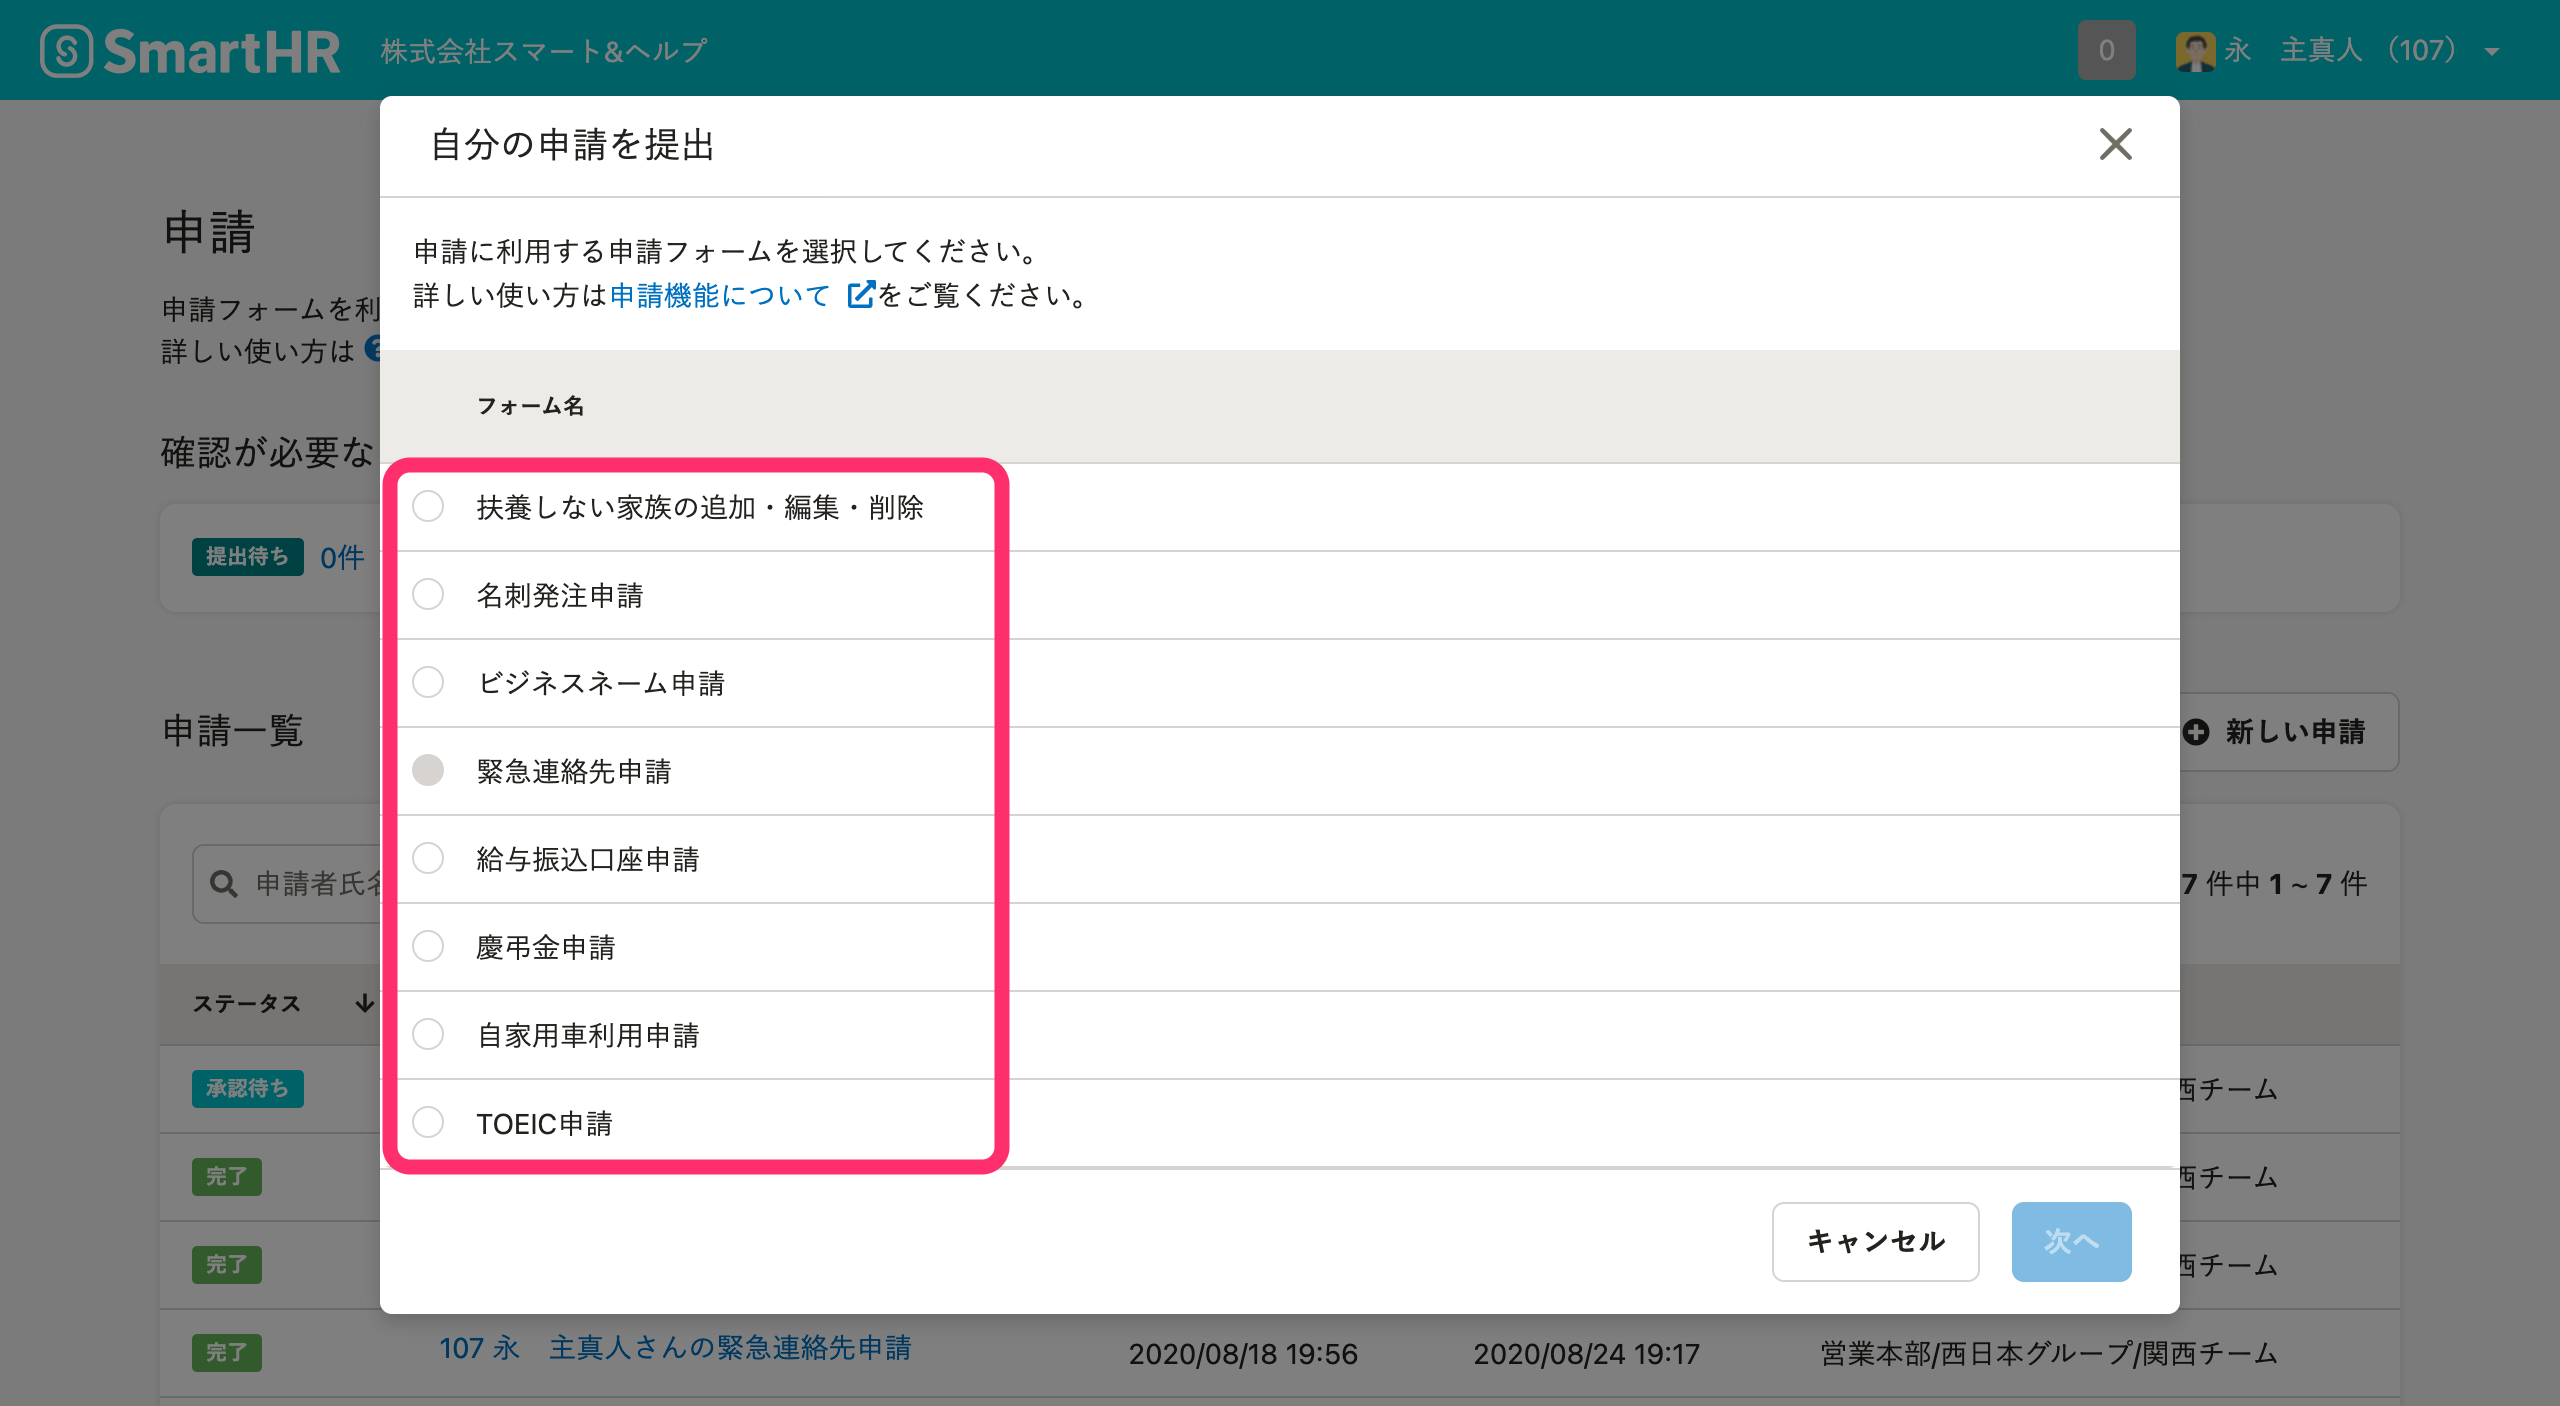 SmartHR 株式会社スマート&ヘルプ 0 永 主真人 (107)
自分の申請を提出
申請
申請に利用する申請フォームを選択してください。
詳しい使い方は申請機能についてをご覧ください。
申請フォームを利
詳しい使い方は
フォーム名
確認が必要な
扶養しない家族の追加・編集・削除
提出待ち 0件
名刺発注申請
ビジネスネーム申請
申請一覧
新しい申請
緊急連絡先申請
給与振込口座申請
申請者氏名
7 件中 1 ~ 7 件
慶弔金申請
ステータス
自家用車利用申請
承認待ち
西チーム
TOEIC申請
完了
西チーム
キャンセル
次へ
完了
西チーム
完了 107 永 主真人さんの緊急連絡先申請 2020/08/18 19:56 2020/08/24 19:17 営業本部/西日本グループ/関西チーム